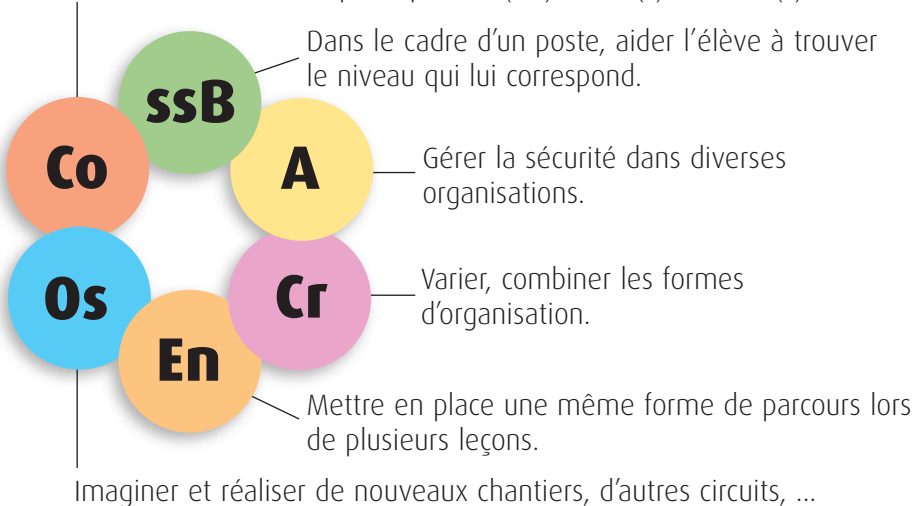 Dans le cadre d'un poste, aider l'élève à trouver
le niveau qui lui correspond.
ssB
Co
A
Gérer la sécurité dans diverses
organisations.
Os
Cr
Varier, combiner les formes
d'organisation.
En
Mettre en place une même forme de parcours lors
de plusieurs leçons.
Imaginer et réaliser de nouveaux chantiers, d'autres circuits, ...